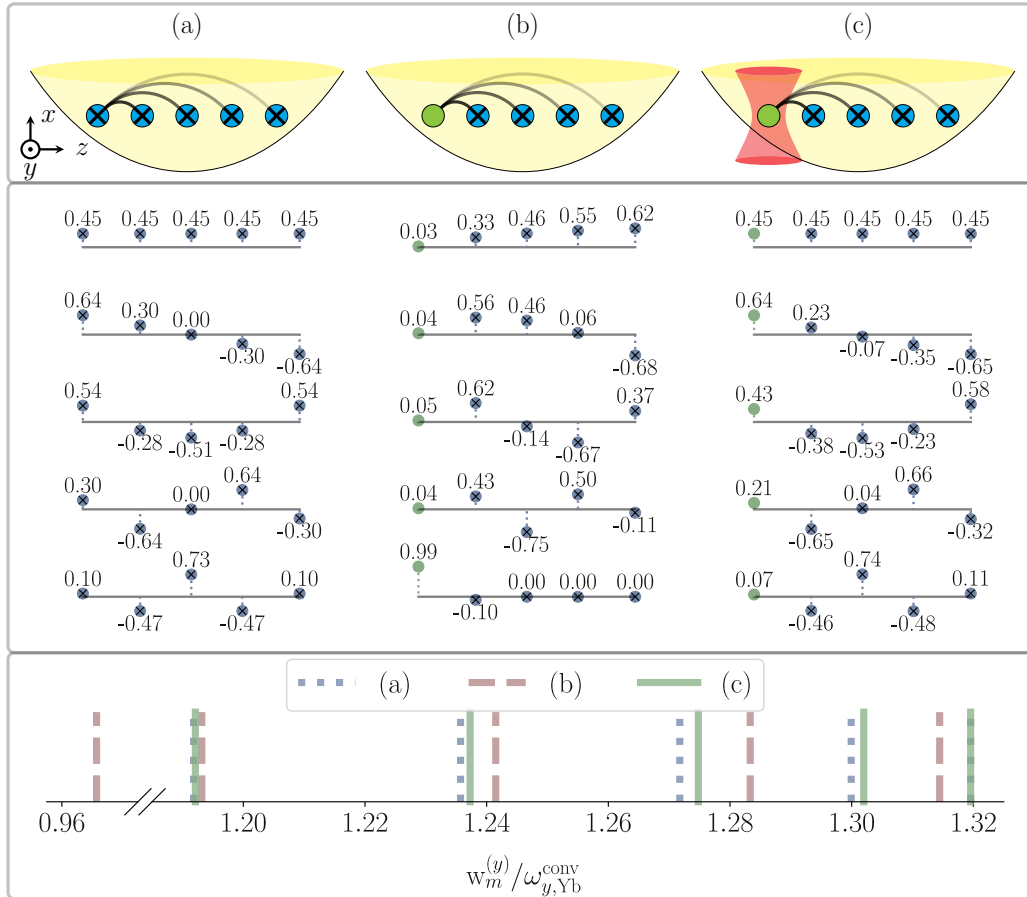 (a) (b) (c)
x
z
y
0.45 0.45 0.45 0.45 0.45
0.03 0.33 0.46 0.55 0.62
0.45 0.45 0.45 0.45 0.45
0.64 0.30 0.00 -0.30 -0.64
0.04 0.56 0.46 0.06 -0.68
0.64 0.23 -0.07 -0.35 -0.65
0.54 -0.28 -0.51 -0.28 0.54
0.05 0.62 -0.14 -0.67 0.37
0.43 -0.38 -0.53 -0.23 0.58
0.30 -0.64 0.00 0.64 -0.30
0.04 0.43 -0.75 0.50 -0.11
0.21 -0.65 0.04 0.66 -0.32
0.10 -0.47 0.73 -0.47 0.10
0.99 -0.10 0.00 0.00 0.00
0.07 -0.46 0.74 -0.48 0.11
(a) (b) (c)
0.96 1.20 1.22 1.24 1.26 1.28 1.30 1.32
w_m^{(y)}/ω_{y,Yb}^{conv}